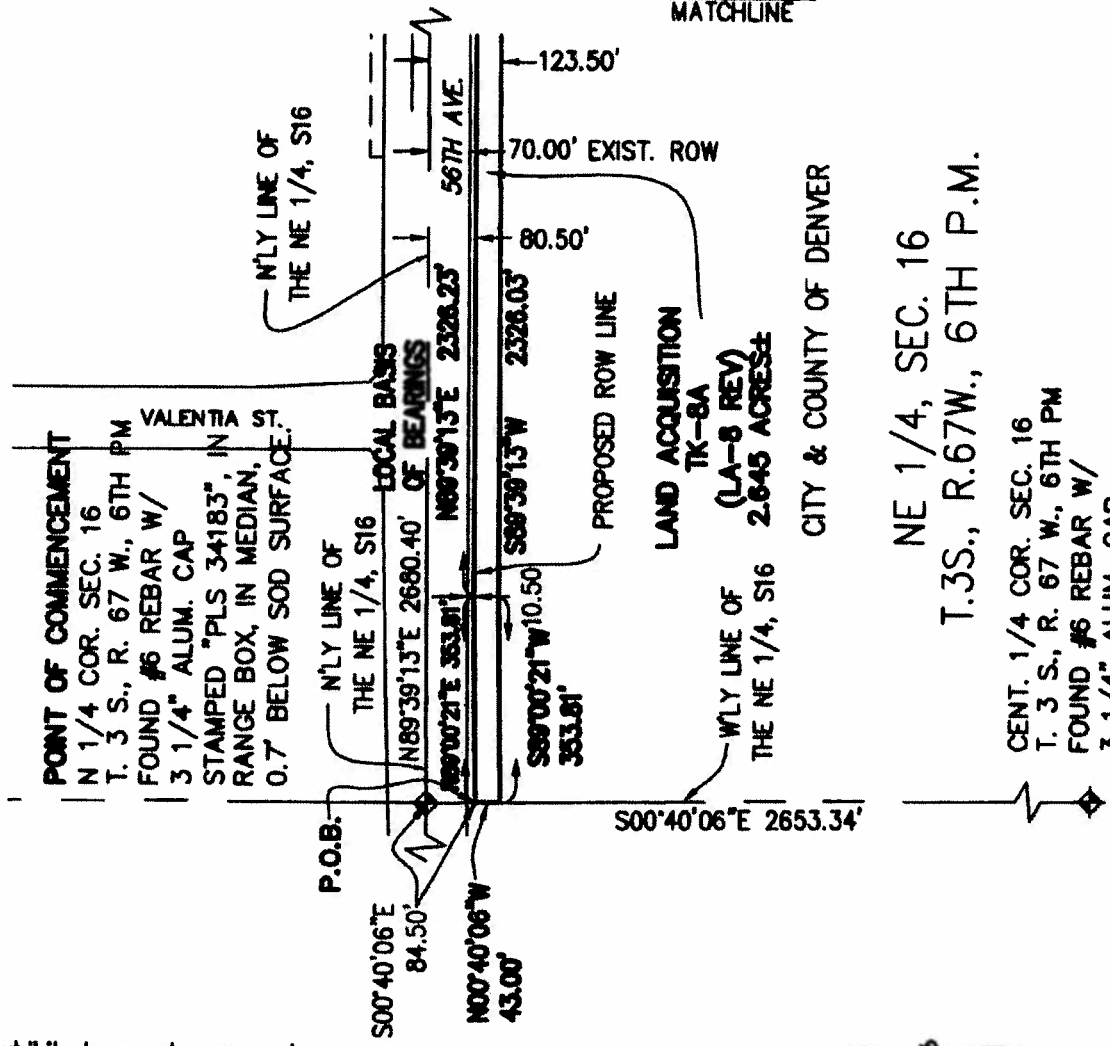 MATCHLINE
123.50'
56TH AVE.
70.00' EXIST. ROW
80.50'
N'LY LINE OF
THE NE 1/4, S16
VALENTIA ST.
LOCAL BASIS
OF BEARINGS
N89°39'13"E 2326.23'
S89°39'13"W 2326.03'
PROPOSED ROW LINE
LAND ACQUISITION
TK-8A
(LA-8 REV)
2.645 ACRES±
CITY & COUNTY OF DENVER
NE 1/4, SEC. 16
T.3S., R.67W., 6TH P.M.
POINT OF COMMENCEMENT
N 1/4 COR. SEC. 16
T. 3 S., R. 67 W., 6TH PM
FOUND #6 REBAR W/
3 1/4" ALUM. CAP
STAMPED "PLS 34183", IN
RANGE BOX, IN MEDIAN,
0.7' BELOW SOD SURFACE.
N'LY LINE OF
THE NE 1/4, S16
N89°39'13"E 2680.40'
N89°00'21"E 353.81'
10.50'
S89°00'21"W
353.81'
P.O.B.
W'LY LINE OF
THE NE 1/4, S16
S00°40'06"E 2653.34'
S00°40'06"E
84.50'
N00°40'06"W
43.00'
CENT. 1/4 COR. SEC. 16
T. 3 S., R. 67 W., 6TH PM
FOUND #6 REBAR W/
3 1/4" ALUM. CAP